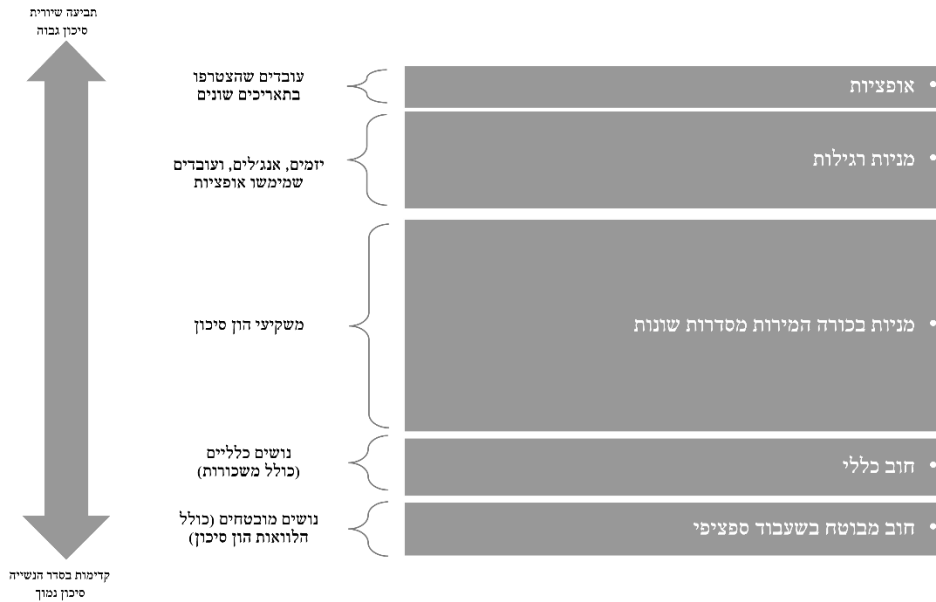 תביעה שיורית
סיכון גבוה
• אופציות
עובדים שהצטרפו
בתאריכים שונים
• מניות רגילות
יזמים, אנג'לים, ועובדים
שמימשו אופציות
• מניות בכורה המירות מסדרות שונות
משקיעי הון סיכון
• חוב כללי
נושים כלליים
(כולל משכורות)
• חוב מבוטח בשעבוד ספציפי
נושים מובטחים (כולל
הלוואות הון סיכון)
קדימות בסדר הנשייה
סיכון נמוך